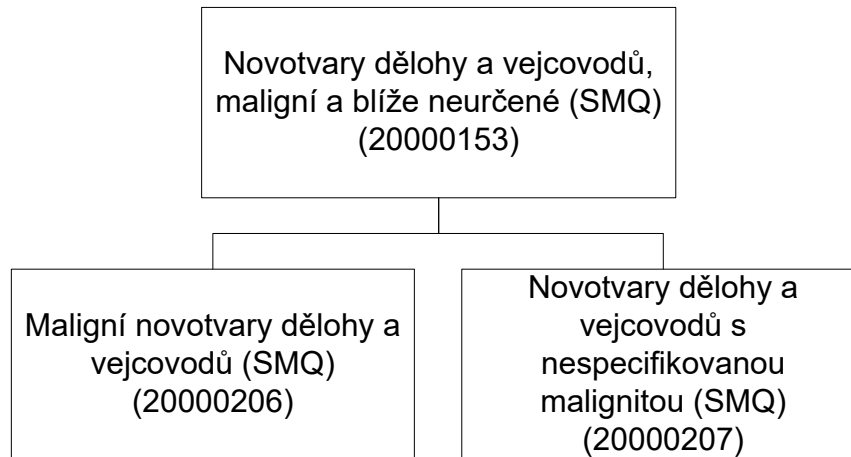 Novotvary dělohy a vejcovodů,
maligní a blíže neurčené (SMQ)
(20000153)
Maligní novotvary dělohy a
vejcovodů (SMQ)
(20000206)
Novotvary dělohy a
vejcovodů s
nespecifikovanou
malignitou (SMQ)
(20000207)